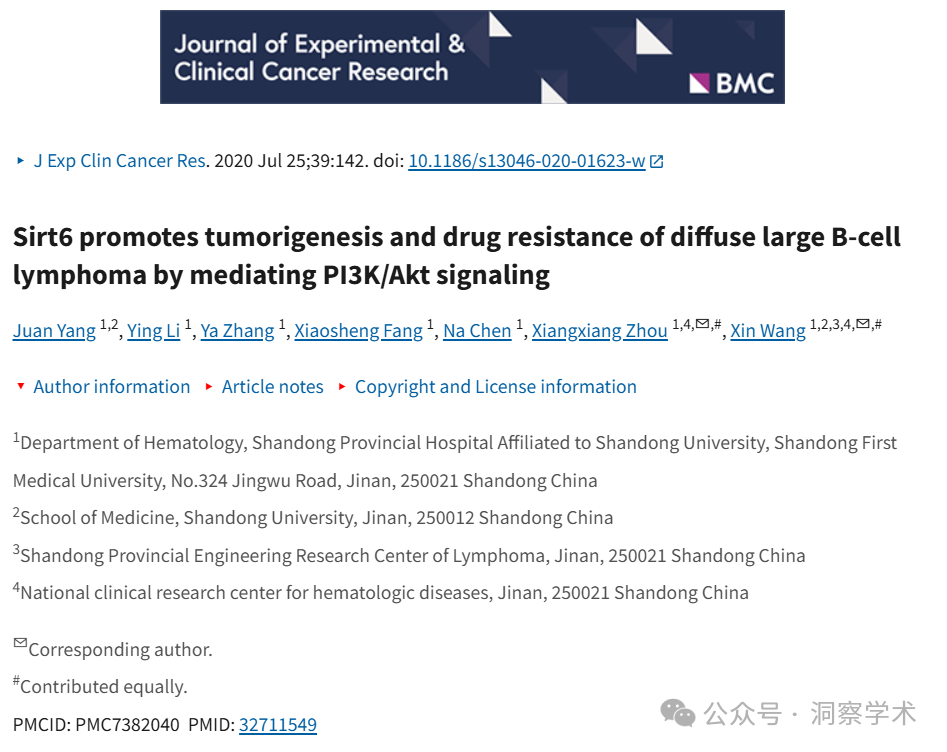 Journal of Experimental &
Clinical Cancer Research
BMC
J Exp Clin Cancer Res. 2020 Jul 25;39:142. doi: 10.1186/s13046-020-01623-w
Sirt6 promotes tumorigenesis and drug resistance of diffuse large B-cell
lymphoma by mediating PI3K/Akt signaling
Juan Yang 1,2, Ying Li 1, Ya Zhang 1, Xiaosheng Fang 1, Na Chen 1, Xiangxiang Zhou 1,4,✉,#, Xin Wang 1,2,3,4,✉,#
Author information Article notes Copyright and License information
1Department of Hematology, Shandong Provincial Hospital Affiliated to Shandong University, Shandong First
Medical University, No.324 Jingwu Road, Jinan, 250021 Shandong China
2School of Medicine, Shandong University, Jinan, 250012 Shandong China
3Shandong Provincial Engineering Research Center of Lymphoma, Jinan, 250021 Shandong China
4National clinical research center for hematologic diseases, Jinan, 250021 Shandong China
✉Corresponding author.
#Contributed equally.
PMCID: PMC7382040 PMID: 32711549
公众号 · 洞察学术